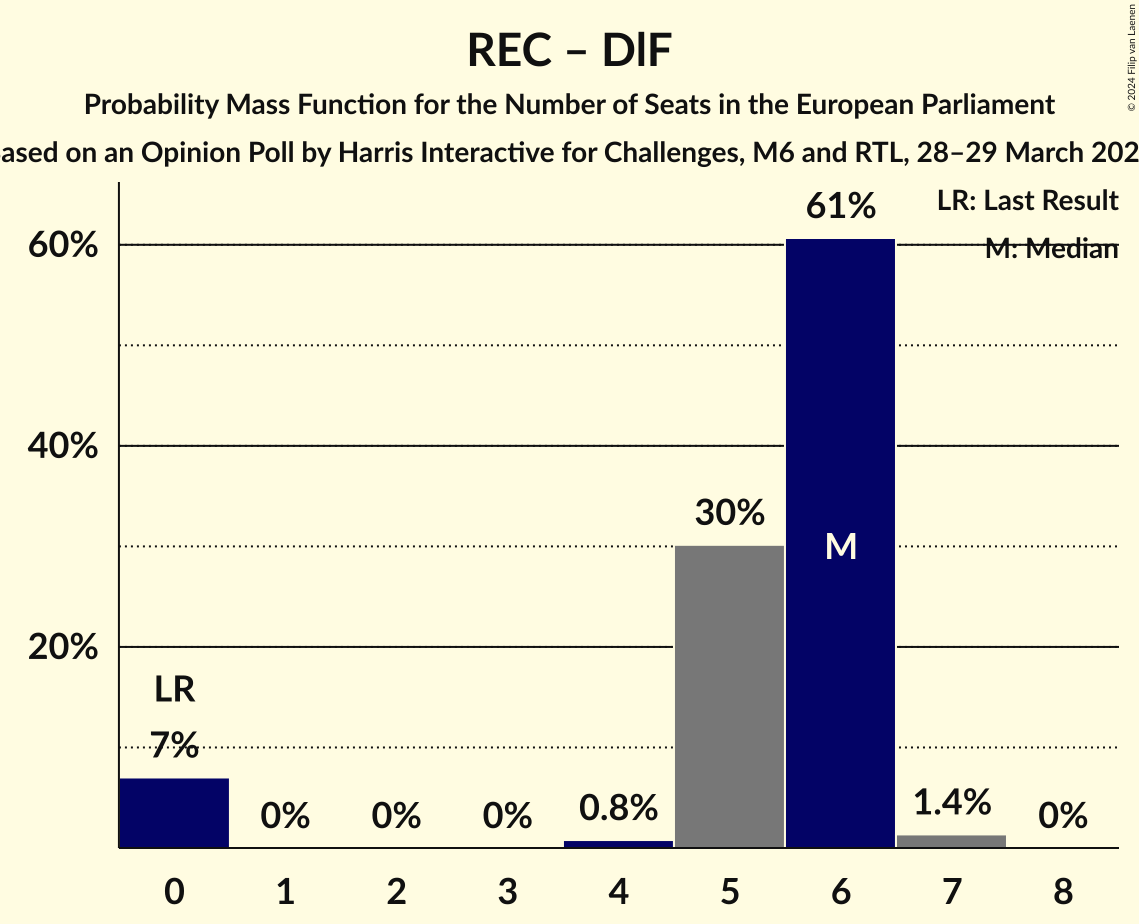 REC – DlF
Probability Mass Function for the Number of Seats in the European Parliament
ased on an Opinion Poll by Harris Interactive for Challenges, M6 and RTL, 28–29 March 202
© 2024 Filip van Laenen
LR: Last Result
M: Median
60%
40%
20%
61%
30%
M
LR
7%
0%
0%
0%
0.8%
1.4%
0%
0 1 2 3 4 5 6 7 8